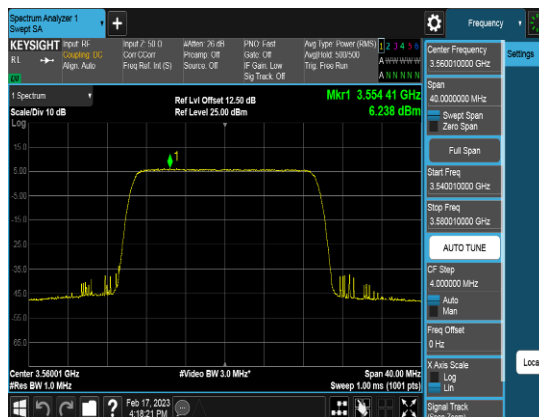 Spectrum Analyzer 1
Swept SA
+
Frequency
KEYSIGHT
Input: RF
Coupling: DC
Align: Auto
Input Z: 50 Ω
Corr CCorr
Freq Ref: Int (S)
#Atten: 26 dB
Preamp: Off
Source: Off
PNO: Fast
Gate: Off
IF Gain: Low
Sig Track: Off
Avg Type: Power (RMS)
Avg|Hold: 500/500
Trig: Free Run
1 2 3 4 5 6
A W W W W W
A N N N N N
R L
1 Spectrum
Scale/Div 10 dB
Log
Ref Lvl Offset 12.50 dB
Ref Level 25.00 dBm
Mkr1 3.554 41 GHz
6.238 dBm
15.0
5.00
-5.00
-15.0
-25.0
-35.0
-45.0
-55.0
-65.0
1
Center 3.56001 GHz
#Res BW 1.0 MHz
#Video BW 3.0 MHz*
Span 40.00 MHz
Sweep 1.00 ms (1001 pts)
Feb 17, 2023
4:18:21 PM
Center Frequency
3.560010000 GHz
Span
40.0000000 MHz
Swept Span
Zero Span
Full Span
Start Freq
3.540010000 GHz
Stop Freq
3.580010000 GHz
AUTO TUNE
CF Step
4.000000 MHz
Auto
Man
Freq Offset
0 Hz
X Axis Scale
Log
Lin
Signal Track
Settings
Loca